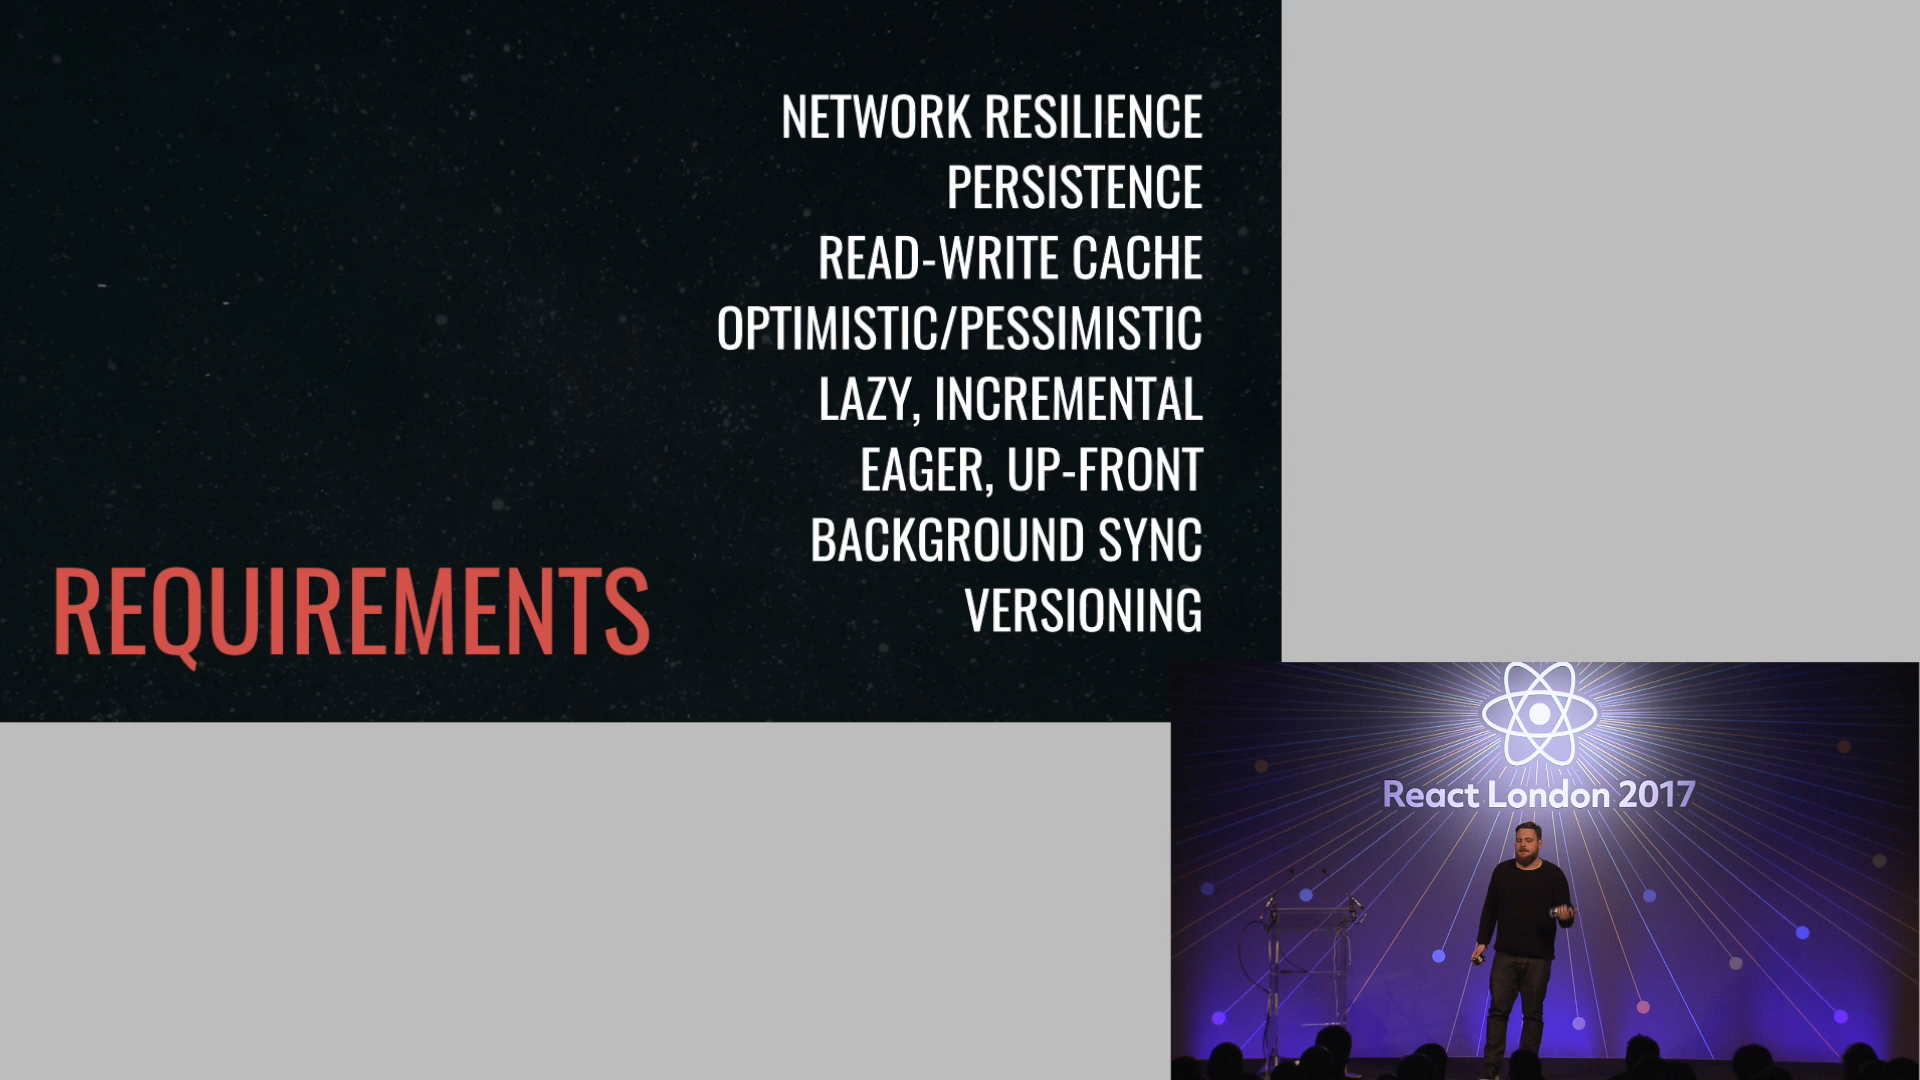 NETWORK RESILIENCE
PERSISTENCE
READ-WRITE CACHE
OPTIMISTIC/PESSIMISTIC
LAZY, INCREMENTAL
EAGER, UP-FRONT
BACKGROUND SYNC
VERSIONING
REQUIREMENTS
React London 2017